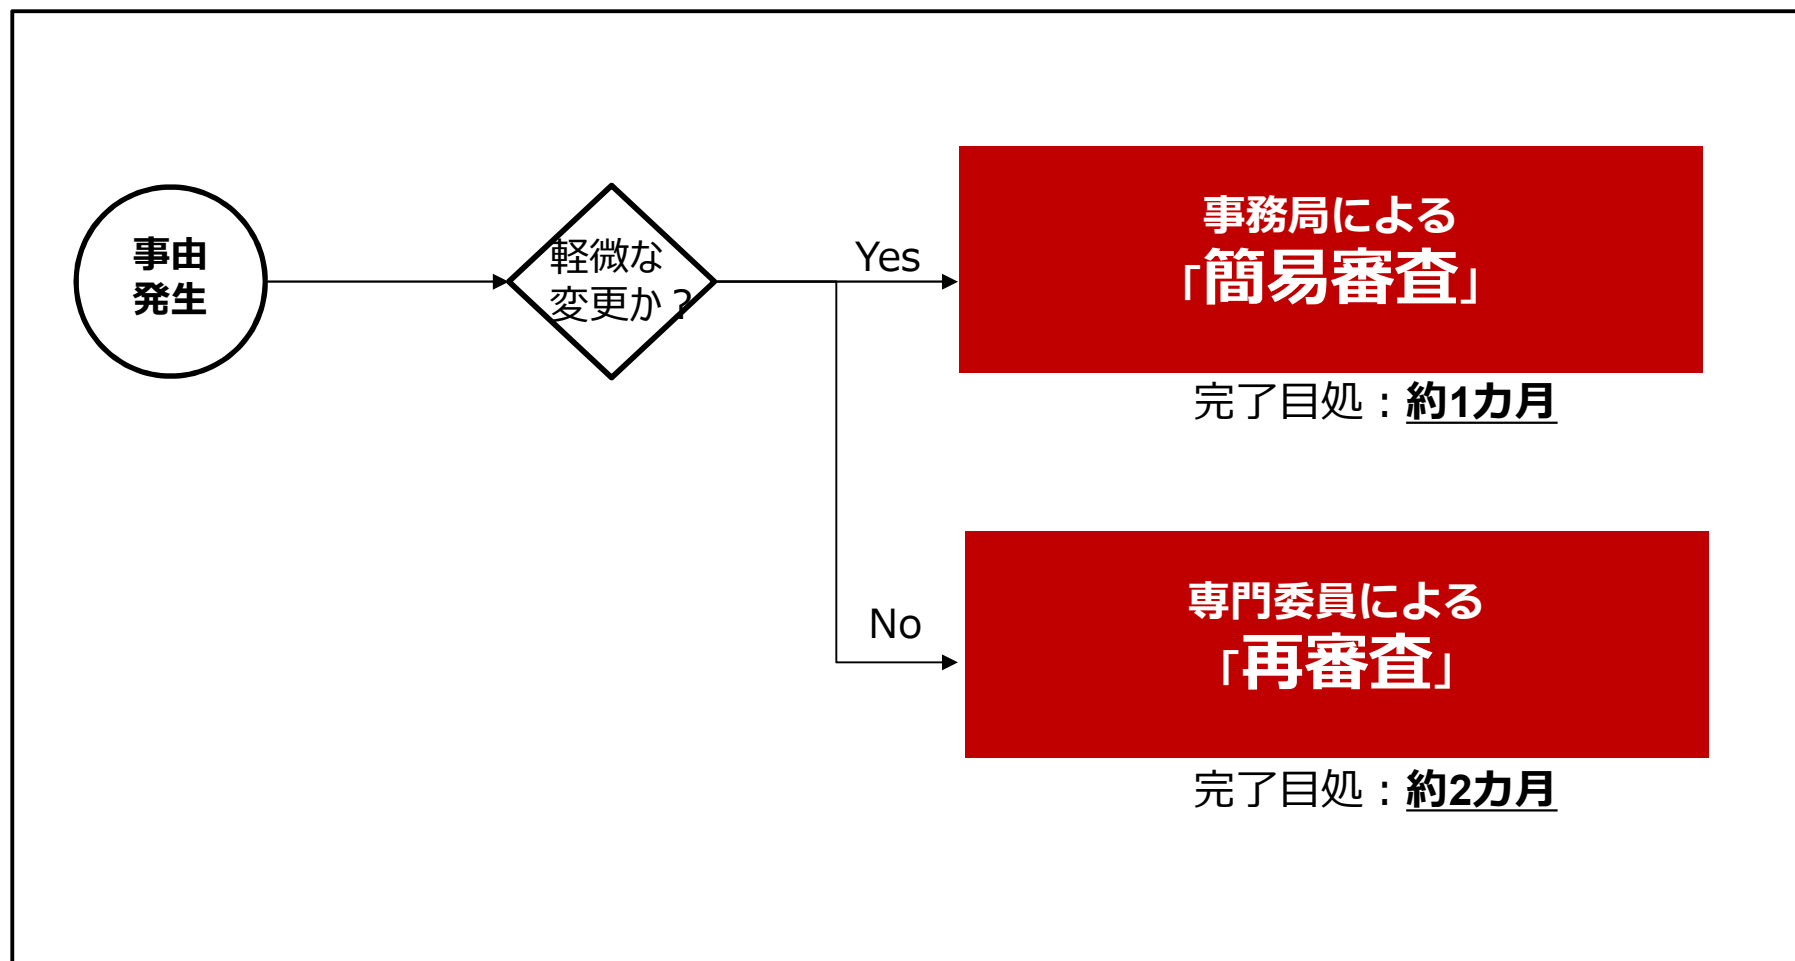 事由
発生
軽微な
変更か?
Yes
事務局による
「簡易審査」
完了目処：約1カ月
No
専門委員による
「再審査」
完了目処：約2カ月